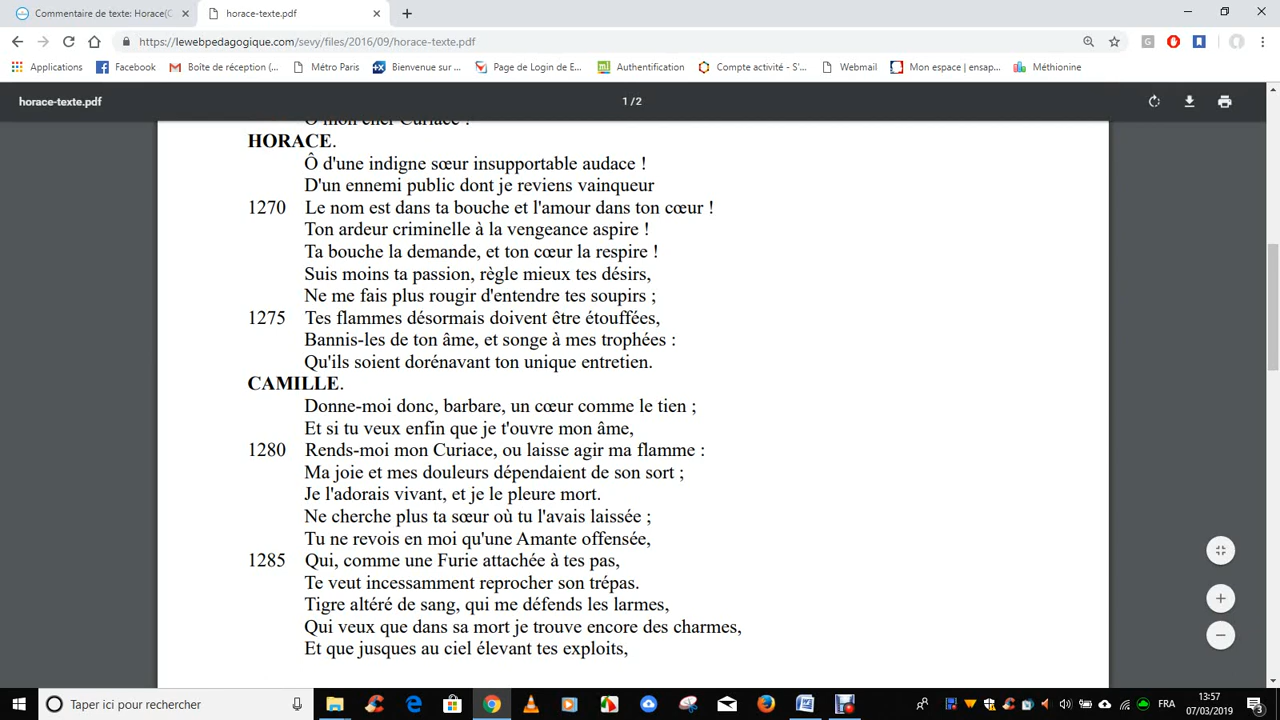 Commentaire de texte: Horace(C
horace-texte.pdf
https://lewebpedagogique.com/sevy/files/2016/09/horace-texte.pdf
Applications Facebook Boîte de réception (... Métro Paris Bienvenue sur ... Page de Login de E... Authentification Compte activité - S'... Webmail Mon espace | ensap... Méthionine
horace-texte.pdf 1 / 2
Ô mon cher Curiace !
HORACE.
Ô d'une indigne sœur insupportable audace !
D'un ennemi public dont je reviens vainqueur
1270 Le nom est dans ta bouche et l'amour dans ton cœur !
Ton ardeur criminelle à la vengeance aspire !
Ta bouche la demande, et ton cœur la respire !
Suis moins ta passion, règle mieux tes désirs,
Ne me fais plus rougir d'entendre tes soupirs ;
1275 Tes flammes désormais doivent être étouffées,
Bannis-les de ton âme, et songe à mes trophées :
Qu'ils soient dorénavant ton unique entretien.
CAMILLE.
Donne-moi donc, barbare, un cœur comme le tien ;
Et si tu veux enfin que je t'ouvre mon âme,
1280 Rends-moi mon Curiace, ou laisse agir ma flamme :
Ma joie et mes douleurs dépendaient de son sort ;
Je l'adorais vivant, et je le pleure mort.
Ne cherche plus ta sœur où tu l'avais laissée ;
Tu ne revois en moi qu'une Amante offensée,
1285 Qui, comme une Furie attachée à tes pas,
Te veut incessamment reprocher son trépas.
Tigre altéré de sang, qui me défends les larmes,
Qui veux que dans sa mort je trouve encore des charmes,
Et que jusques au ciel élevant tes exploits,
Taper ici pour rechercher
FRA
13:57
07/03/2019